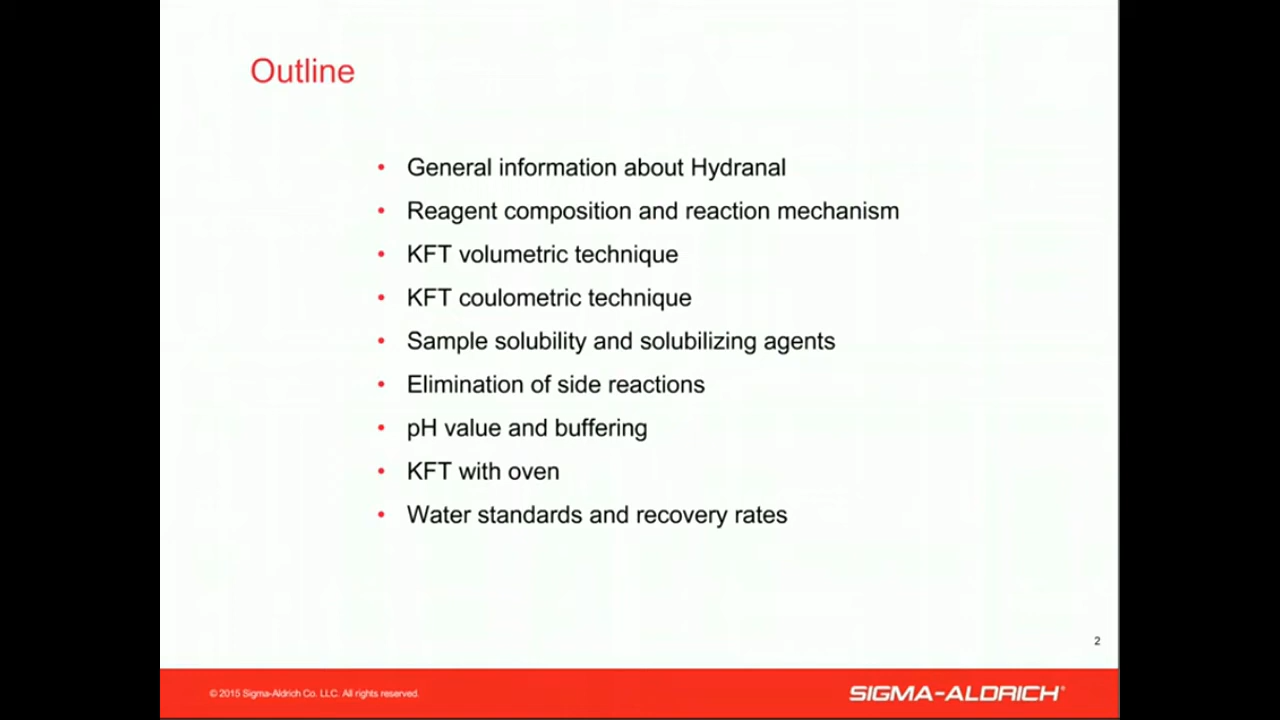 Outline
• General information about Hydranal
• Reagent composition and reaction mechanism
• KFT volumetric technique
• KFT coulometric technique
• Sample solubility and solubilizing agents
• Elimination of side reactions
• pH value and buffering
• KFT with oven
• Water standards and recovery rates
2
© 2015 Sigma-Aldrich Co. LLC. All rights reserved.
SIGMA-ALDRICH®